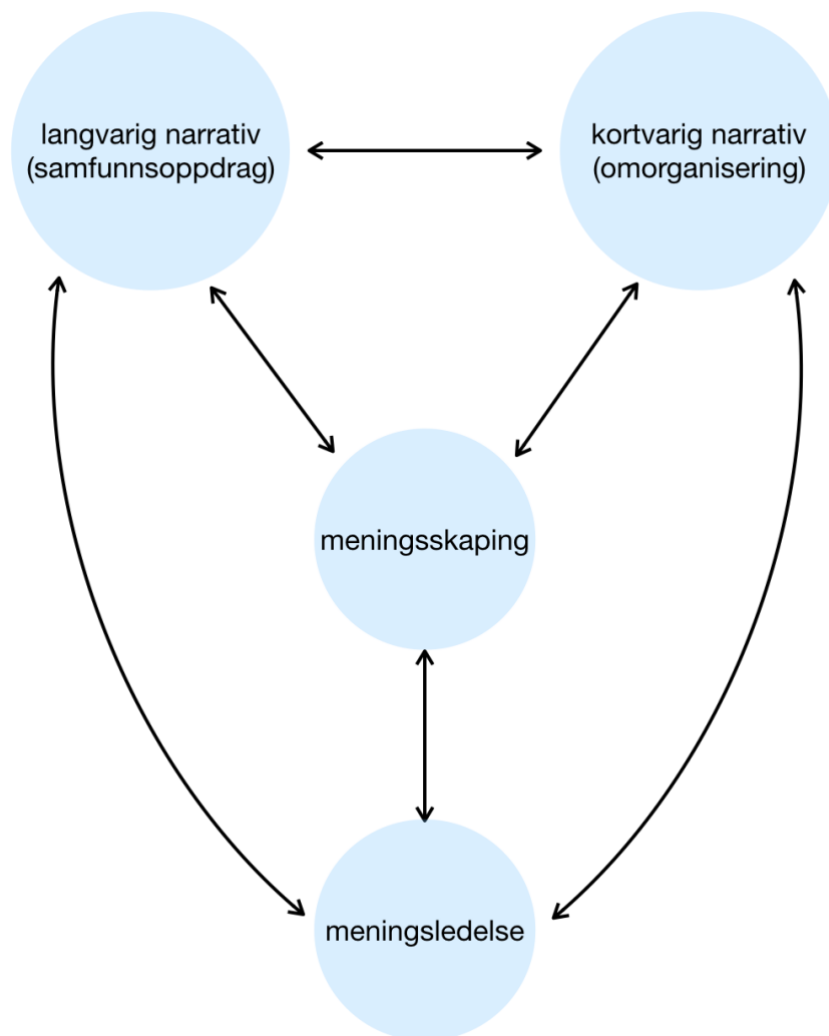 langvarig narrativ
(samfunnsoppdrag)
kortvarig narrativ
(omorganisering)
meningsskaping
meningsledelse